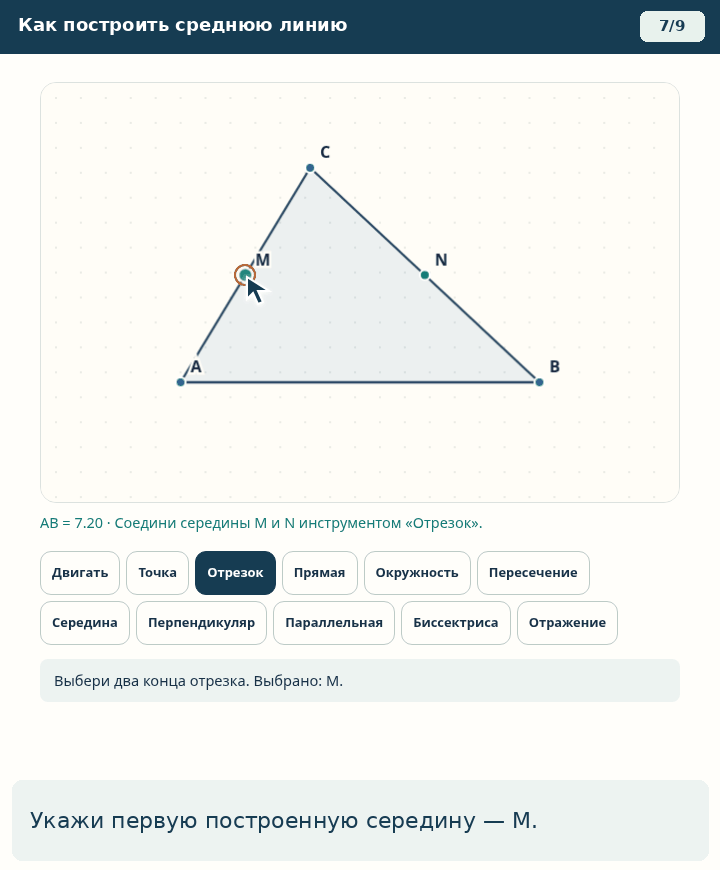 Как построить среднюю линию
7/9
C
M
N
A
B
AB = 7.20 · Соедини середины M и N инструментом «Отрезок».
Двигать Точка Отрезок Прямая Окружность Пересечение
Середина Перпендикуляр Параллельная Биссектриса Отражение
Выбери два конца отрезка. Выбрано: M.
Укажи первую построенную середину — M.